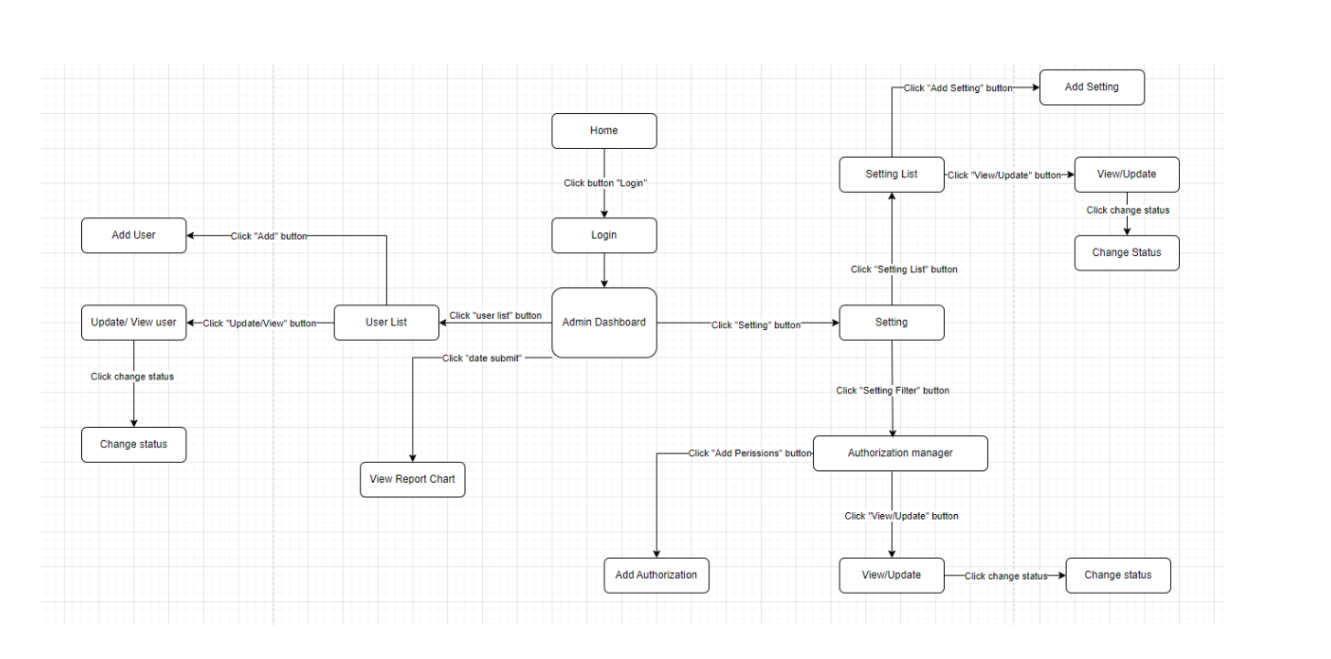 Click "Add Setting" button
Add Setting
Home
Setting List
Click "View/Update" button
View/Update
Click button "Login"
Click change status
Add User
Click "Add" button
Login
Change Status
Click "Setting List" button
Update/ View user
Click "Update/View" button
User List
Click "user list" button
Admin Dashboard
Click "Setting" button
Setting
Click "date submit"
Click change status
Click "Setting Filter" button
Change status
Click "Add Perissions" button
Authorization manager
View Report Chart
Click "View/Update" button
Add Authorization
View/Update
Click change status
Change status